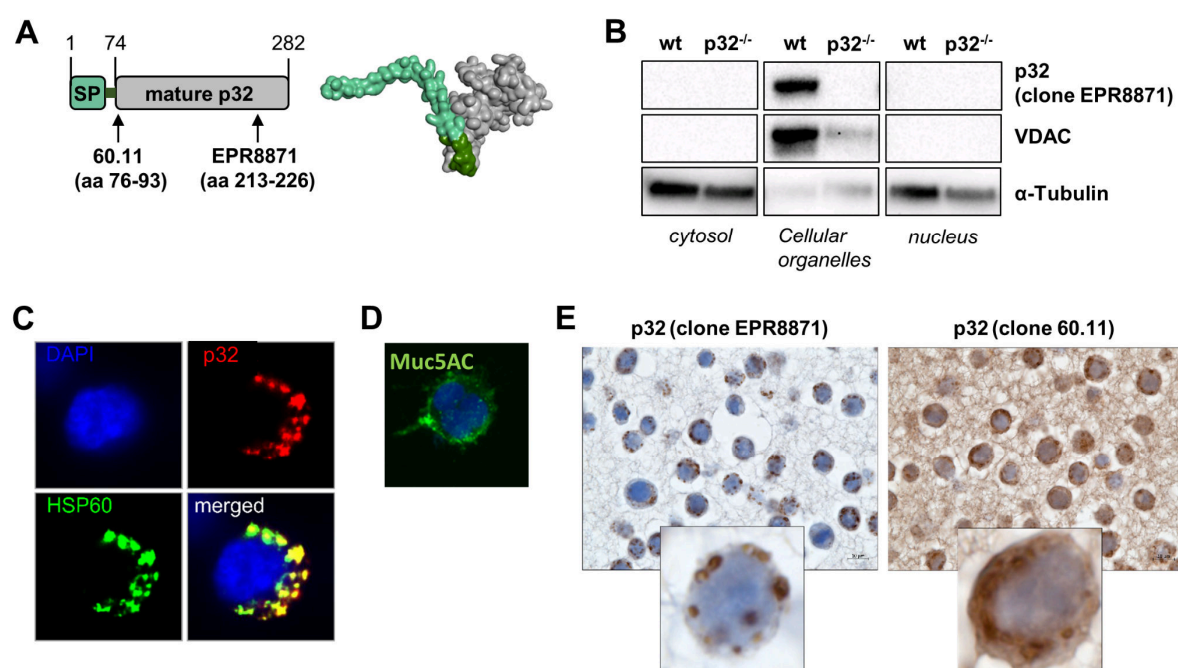 A
1
74
282
SP
mature p32
60.11
(aa 76-93)
EPR8871
(aa 213-226)
B
wt p32-/- wt p32-/- wt p32-/-
p32
(clone EPR8871)
VDAC
α-Tubulin
cytosol
Cellular
organelles
nucleus
C
DAPI
p32
HSP60
merged
D
Muc5AC
E
p32 (clone EPR8871)
p32 (clone 60.11)